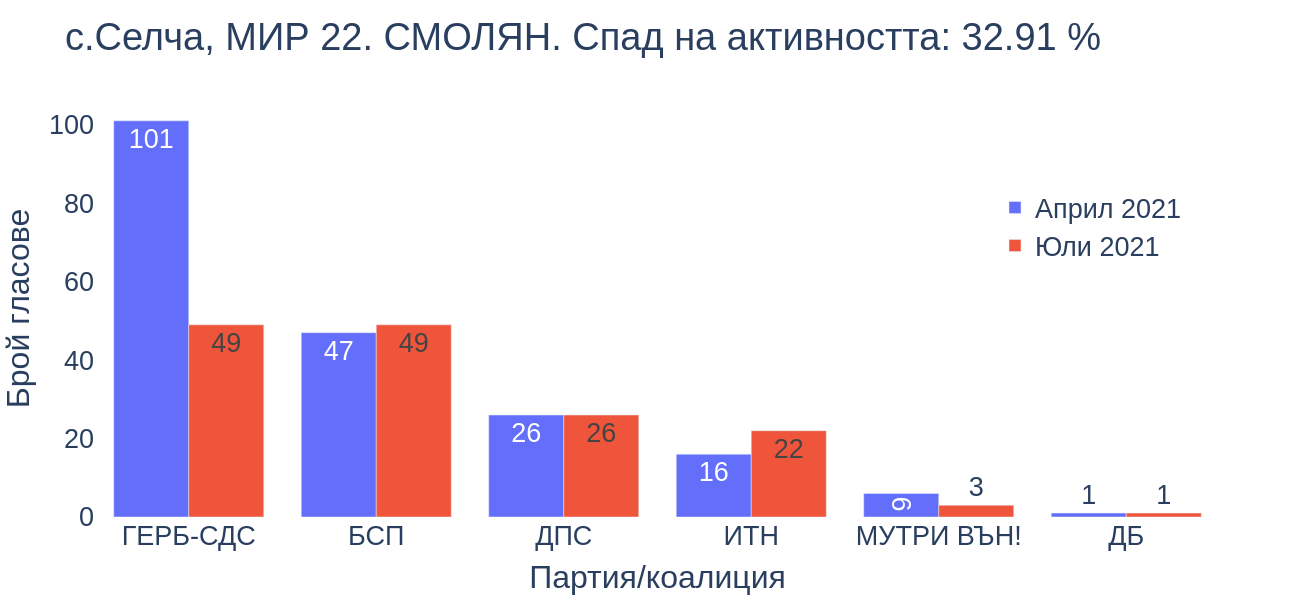 с.Селча, МИР 22. СМОЛЯН. Спад на активността: 32.91 %
Брой гласове
100
80
60
40
20
0
101
49
47
49
26
26
16
22
6
3
1
1
Април 2021
Юли 2021
ГЕРБ-СДС
БСП
ДПС
ИТН
МУТРИ ВЪН!
ДБ
Партия/коалиция